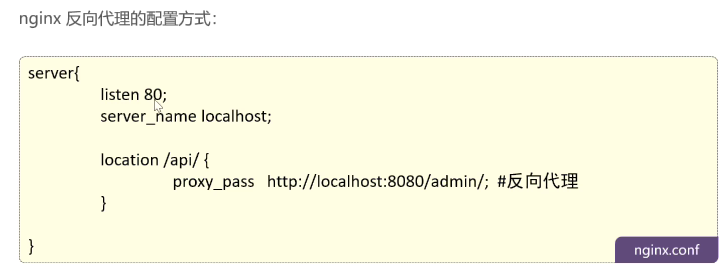 nginx 反向代理的配置方式：
server{
listen 80;
server_name localhost;
location /api/ {
proxy_pass http://localhost:8080/admin/; #反向代理
}
}
nginx.conf